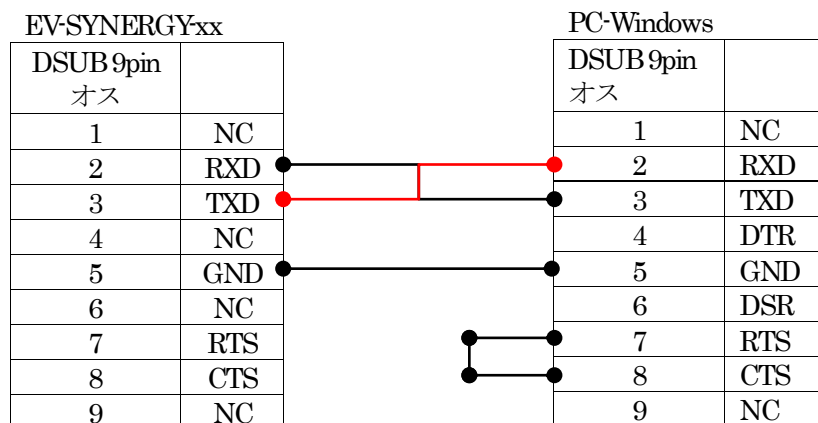 EV-SYNERGY-xx
DSUB 9pin
オス
1 NC
2 RXD
3 TXD
4 NC
5 GND
6 NC
7 RTS
8 CTS
9 NC
PC-Windows
DSUB 9pin
オス
1 NC
2 RXD
3 TXD
4 DTR
5 GND
6 DSR
7 RTS
8 CTS
9 NC